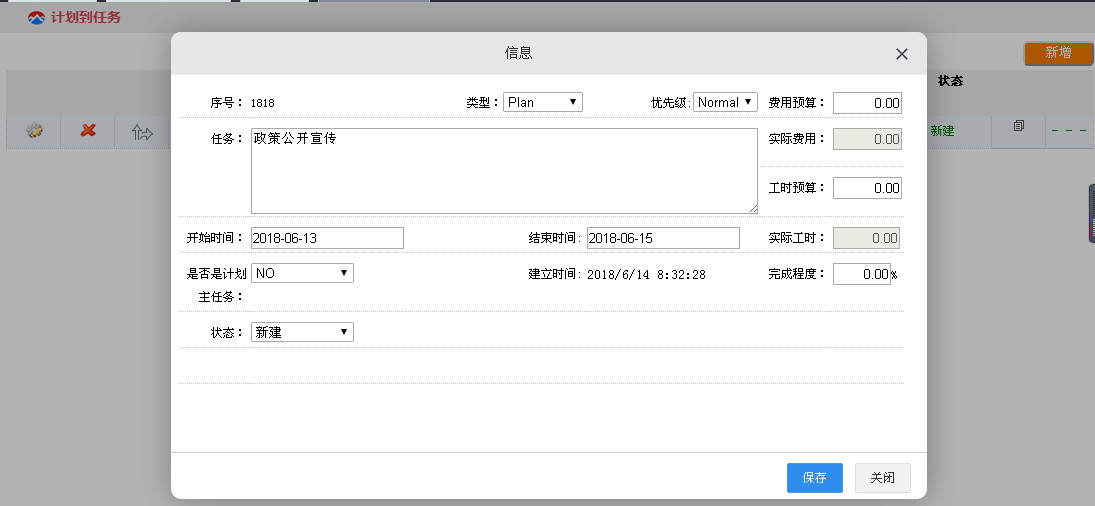 计划到任务
信息
新增
状态
序号： 1818 类型： Plan 优先级: Normal 费用预算： 0.00
任务： 政策公开宣传 实际费用： 0.00
新建 - - -
工时预算： 0.00
开始时间： 2018-06-13 结束时间: 2018-06-15 实际工时： 0.00
是否是计划 NO 建立时间: 2018/6/14 8:32:28 完成程度： 0.00%
主任务：
状态： 新建
保存 关闭